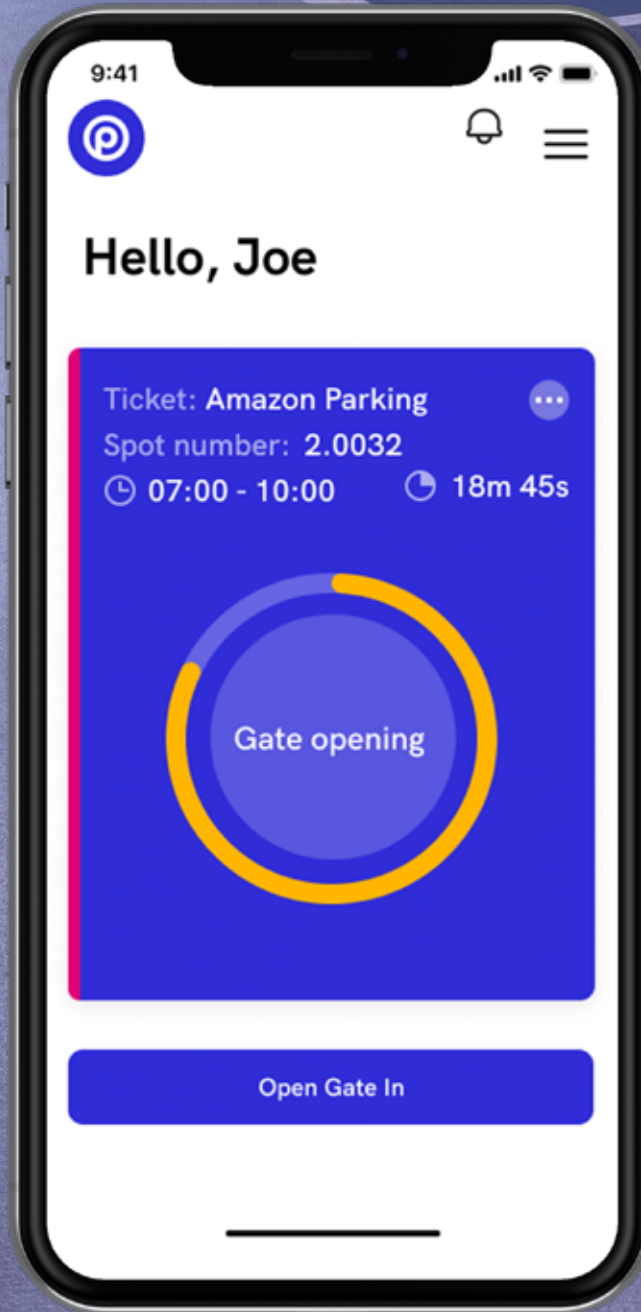 9:41
Hello, Joe
Ticket: Amazon Parking
Spot number: 2.0032
07:00 - 10:00 18m 45s
Gate opening
Open Gate In